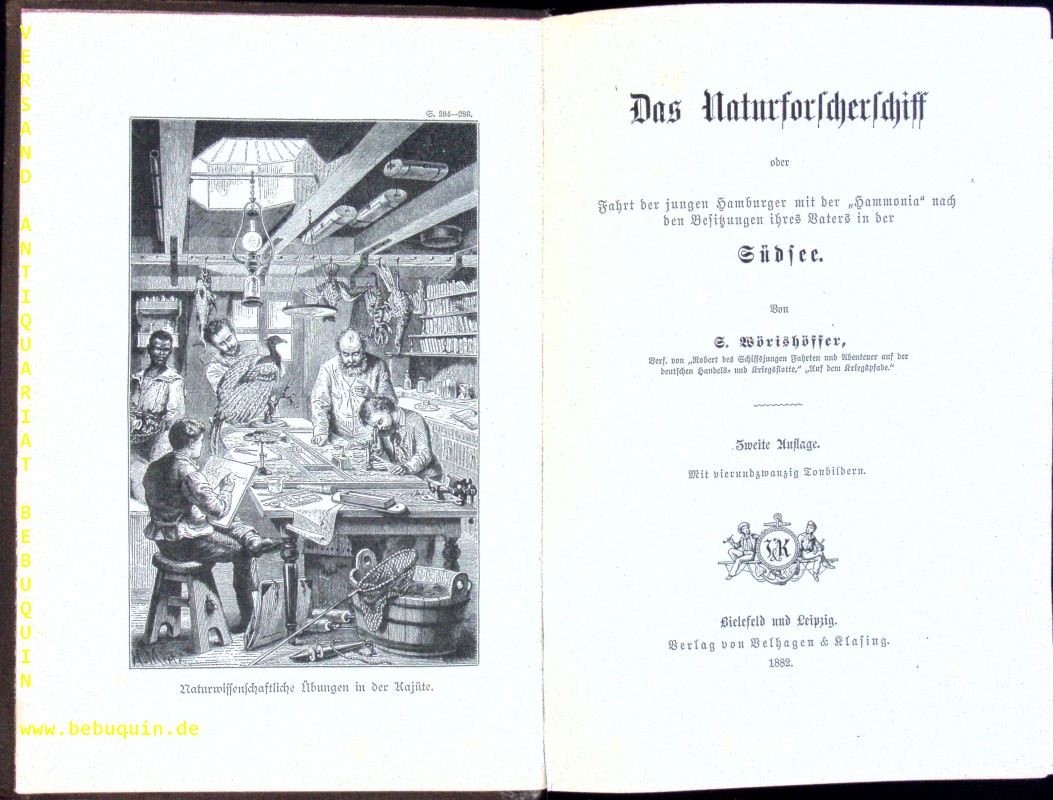 VERSAND ANTIQUARIAT BEBUQUIN
www.bebuquin.de
S. 284—286.
Naturwissenschaftliche Übungen in der Kajüte.
Das Naturforscherschiff
oder
Fahrt der jungen Hamburger mit der „Hammonia“ nach
den Besitzungen ihres Vaters in der
Südsee.
Von
S. Wörishöffer,
Verf. von „Robert des Schiffsjungen Fahrten und Abenteuer auf der
deutschen Handels- und Kriegsflotte,“ „Auf dem Kriegspfade.“
Zweite Auflage.
Mit vierundzwanzig Tonbildern.
V&K
Bielefeld und Leipzig.
Verlag von Velhagen & Klasing.
1882.